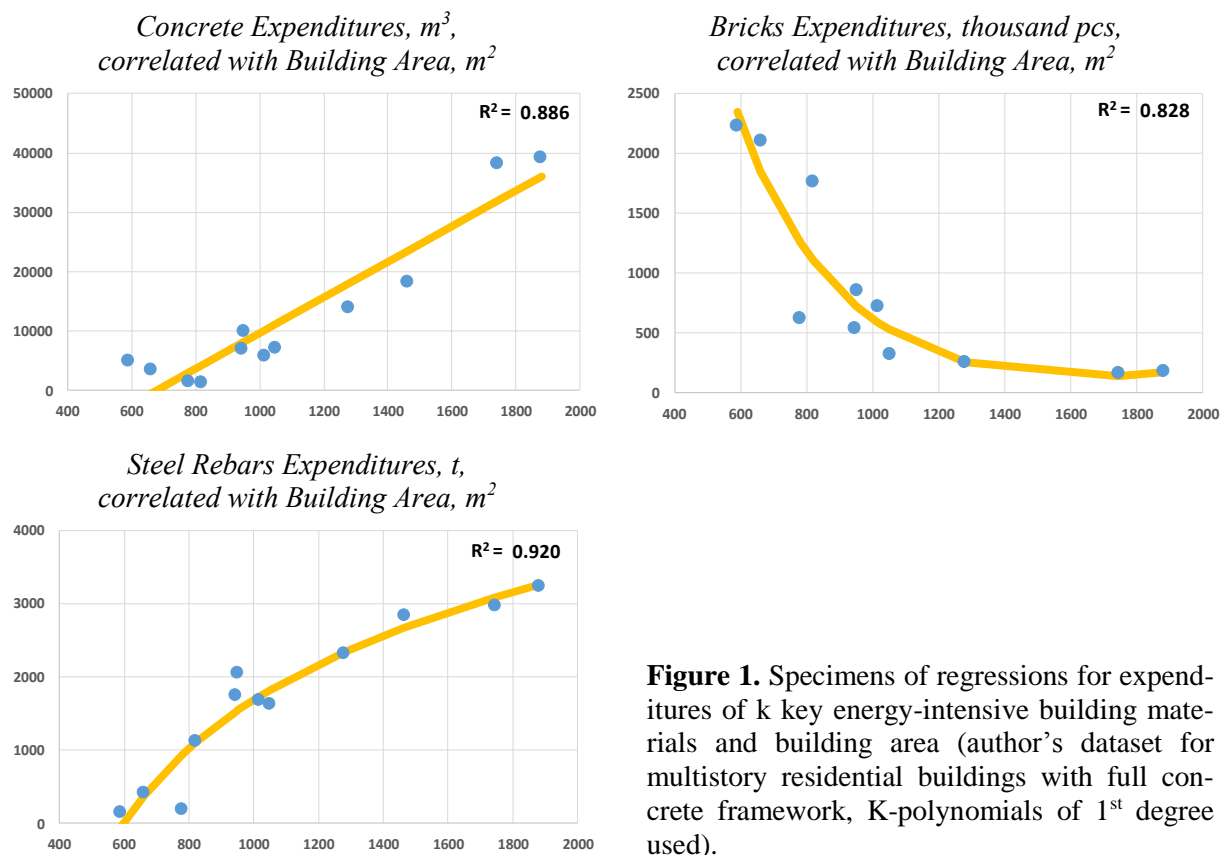 Concrete Expenditures, m³,
correlated with Building Area, m²
50000
R² = 0.886
40000
30000
20000
10000
0
400 600 800 1000 1200 1400 1600 1800 2000
Bricks Expenditures, thousand pcs,
correlated with Building Area, m²
2500
R² = 0.828
2000
1500
1000
500
0
400 600 800 1000 1200 1400 1600 1800 2000
Steel Rebars Expenditures, t,
correlated with Building Area, m²
4000
R² = 0.920
3000
2000
1000
0
400 600 800 1000 1200 1400 1600 1800 2000
Figure 1. Specimens of regressions for expend-
itures of k key energy-intensive building mate-
rials and building area (author's dataset for
multistory residential buildings with full con-
crete framework, K-polynomials of 1st degree
used).